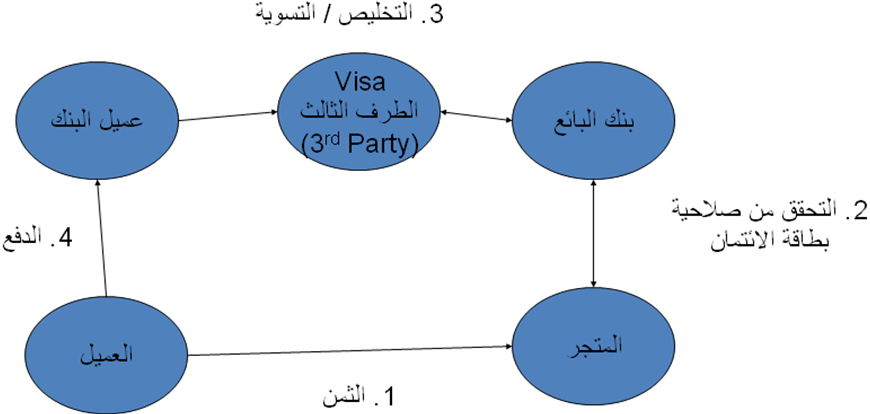 3. التخليص / التسوية
Visa
الطرف الثالث
(3rd Party)
عميل البنك
بنك البائع
2. التحقق من صلاحية
بطاقة الائتمان
4. الدفع
العميل
المتجر
1. الثمن